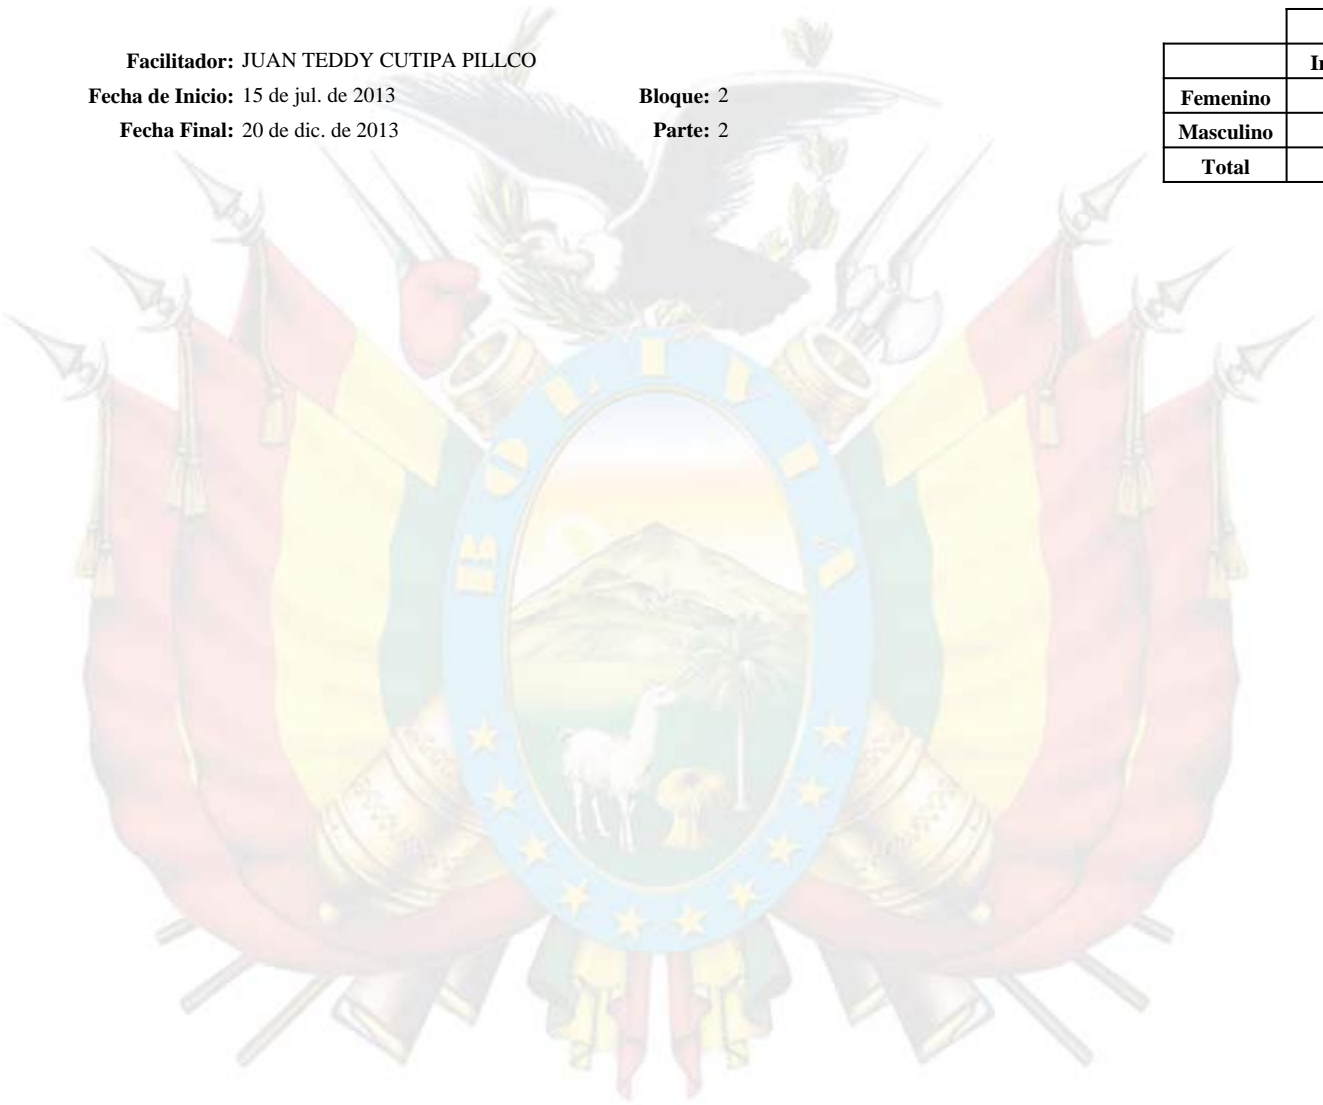 Facilitador: JUAN TEDDY CUTIPA PILLCO
Fecha de Inicio: 15 de jul. de 2013 Bloque: 2
Fecha Final: 20 de dic. de 2013 Parte: 2
Femenino
Masculino
Total
BOLIVIA